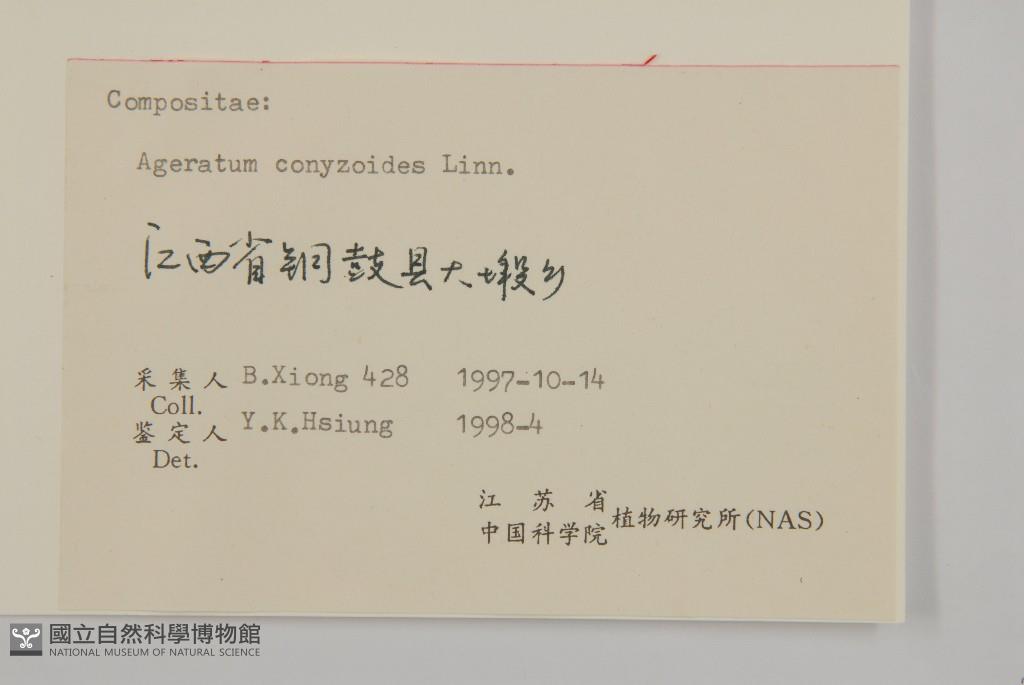 Compositae:
Ageratum conyzoides Linn.
江西省铜鼓县大塅乡
采集人 B.Xiong 428 1997-10-14
Coll.
鉴定人 Y.K.Hsiung 1998-4
Det.
江苏省
中国科学院 植物研究所(NAS)
國立自然科學博物館
NATIONAL MUSEUM OF NATURAL SCIENCE